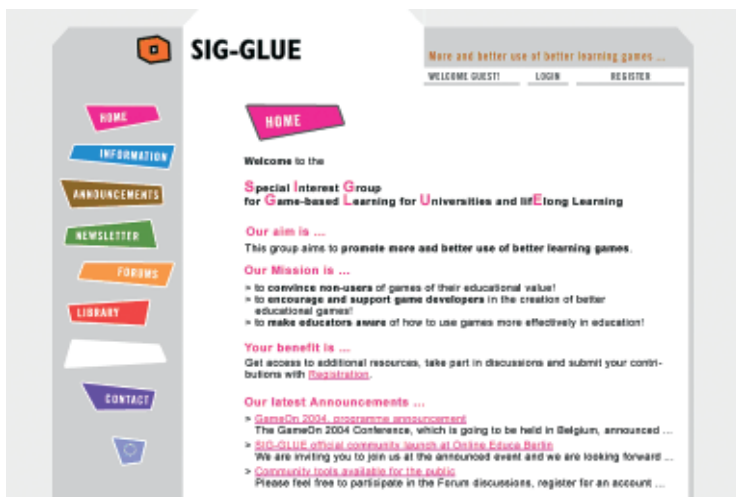 SIG-GLUE
More and better use of better learning games ...
WELCOME GUEST! LOGIN REGISTER
HOME
INFORMATION
ANNOUNCEMENTS
NEWSLETTER
FORUMS
LIBRARY
CONTACT
HOME
Welcome to the
Special Interest Group
for Game-based Learning for Universities and lifElong Learning
Our aim is ...
This group aims to promote more and better use of better learning games.
Our Mission is ...
» to convince non-users of games of their educational value!
» to encourage and support game developers in the creation of better
educational games!
» to make educators aware of how to use games more effectively in education!
Your benefit is ...
Get access to additional resources, take part in discussions and submit your contri-
butions with Registration.
Our latest Announcements ...
» GameOn 2004, programme announcement
The GameOn 2004 Conference, which is going to be held in Belgium, announced ...
» SIG-GLUE official community launch at Online Educa Berlin
We are inviting you to join us at the announced event and we are looking forward ...
» Community tools available for the public
Please feel free to participate in the Forum discussions, register for an account ...